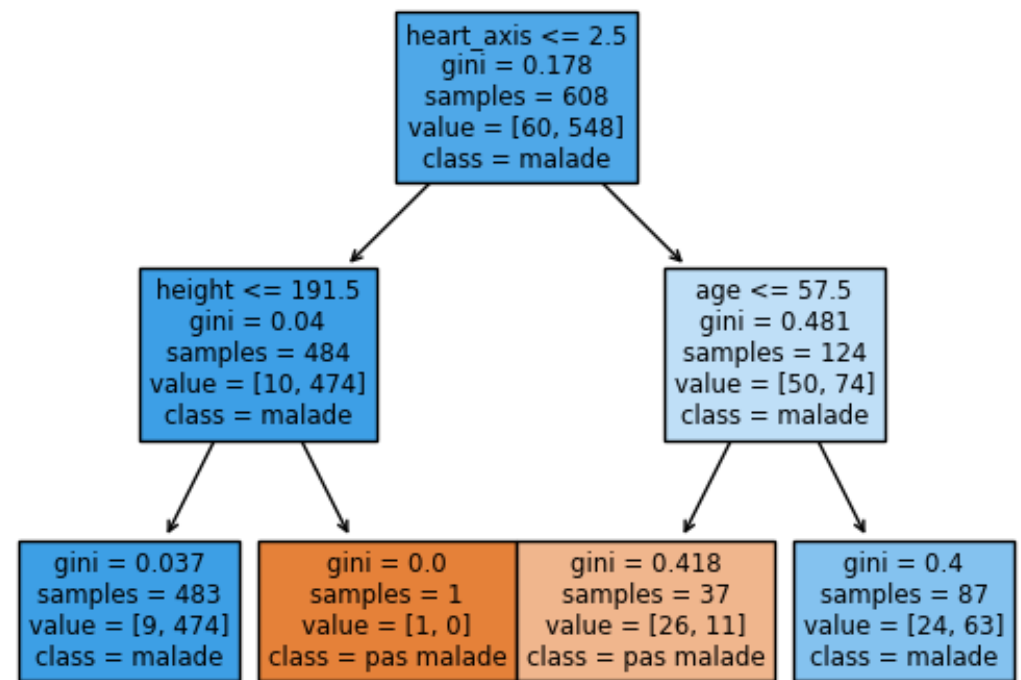 heart_axis <= 2.5
gini = 0.178
samples = 608
value = [60, 548]
class = malade
height <= 191.5
gini = 0.04
samples = 484
value = [10, 474]
class = malade
age <= 57.5
gini = 0.481
samples = 124
value = [50, 74]
class = malade
gini = 0.037
samples = 483
value = [9, 474]
class = malade
gini = 0.0
samples = 1
value = [1, 0]
class = pas malade
gini = 0.418
samples = 37
value = [26, 11]
class = pas malade
gini = 0.4
samples = 87
value = [24, 63]
class = malade